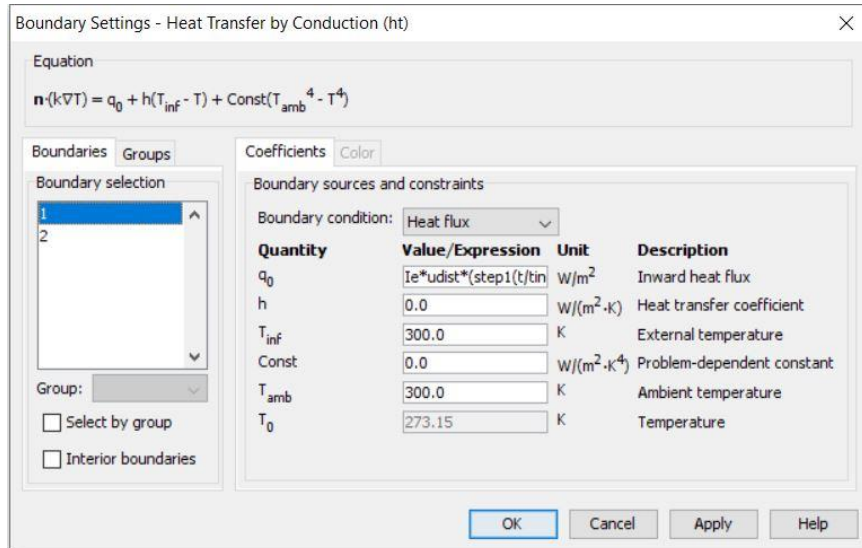 Boundary Settings - Heat Transfer by Conduction (ht)
Equation
n·(k∇T) = q₀ + h(T_inf - T) + Const(T_amb⁴ - T⁴)
Boundaries Groups
Boundary selection
1
2
Group:
Select by group
Interior boundaries
Coefficients Color
Boundary sources and constraints
Boundary condition: Heat flux
Quantity Value/Expression Unit Description
q₀ Ie*udist*(step1(t/tin W/m² Inward heat flux
h 0.0 W/(m²·K) Heat transfer coefficient
T_inf 300.0 K External temperature
Const 0.0 W/(m²·K⁴) Problem-dependent constant
T_amb 300.0 K Ambient temperature
T₀ 273.15 K Temperature
OK Cancel Apply Help